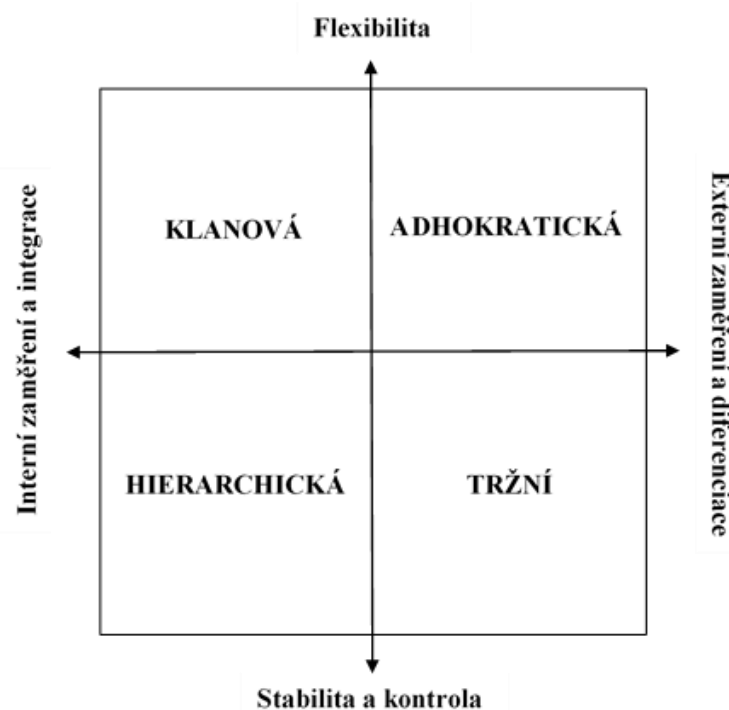 Flexibilita
Interní zaměření a integrace
KLANOVÁ
ADHOKRATICKÁ
Externí zaměření a diferenciace
HIERARCHICKÁ
TRŽNÍ
Stabilita a kontrola